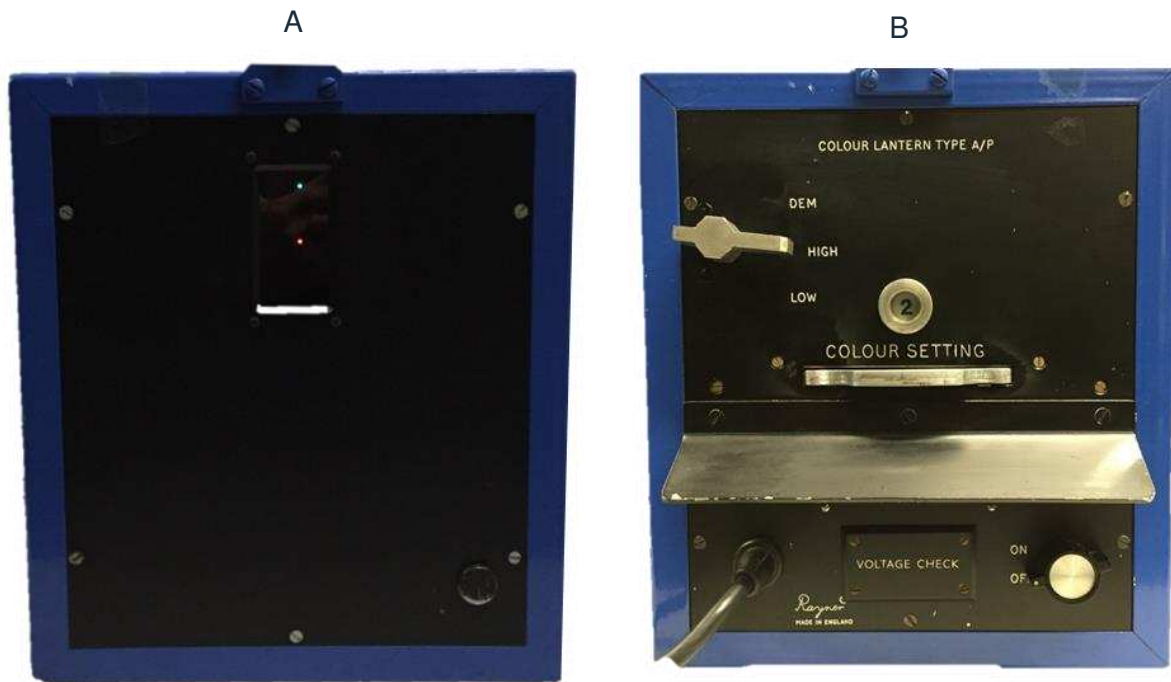 A
B
COLOUR LANTERN TYPE A/P
DEM
HIGH
LOW
2
COLOUR SETTING
VOLTAGE CHECK
ON
OF
Rayner
MADE IN ENGLAND